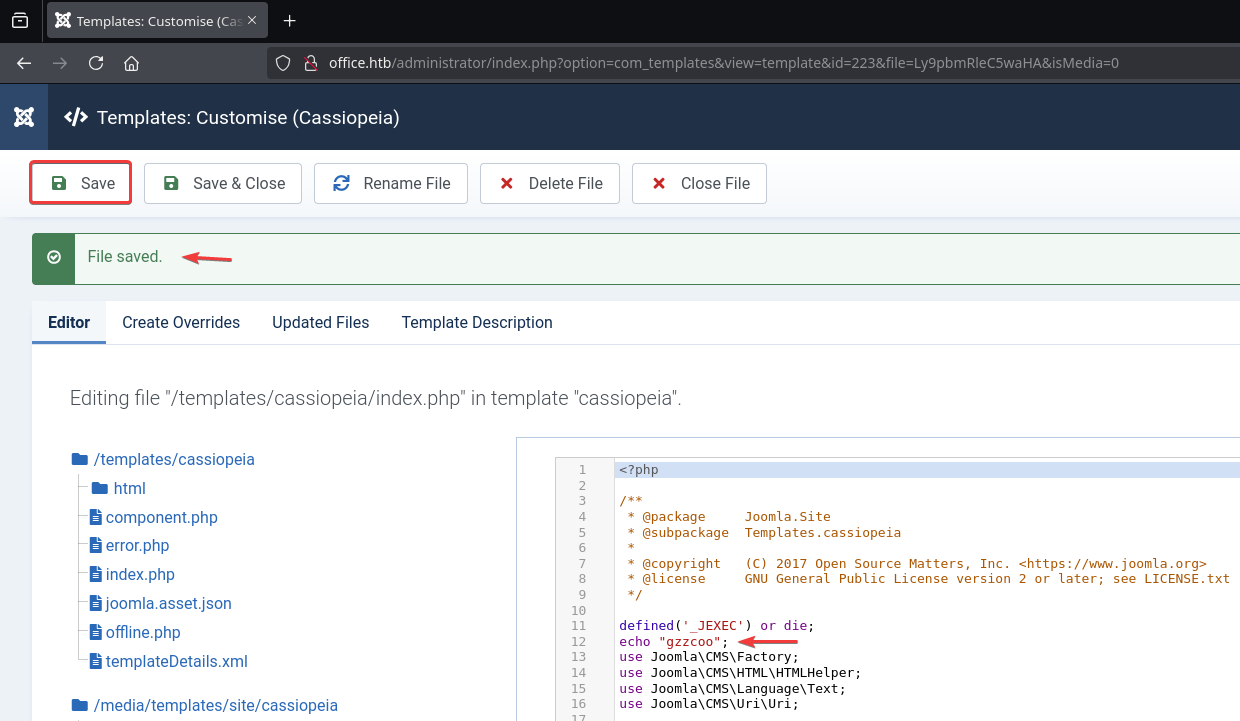 Templates: Customise (Cas
office.htb/administrator/index.php?option=com_templates&view=template&id=223&file=Ly9pbmRleC5waHA&isMedia=0
Templates: Customise (Cassiopeia)
Save Save & Close Rename File Delete File Close File
File saved.
Editor Create Overrides Updated Files Template Description
Editing file "/templates/cassiopeia/index.php" in template "cassiopeia".
/templates/cassiopeia
html
component.php
error.php
index.php
joomla.asset.json
offline.php
templateDetails.xml
/media/templates/site/cassiopeia
1 <?php
2
3 /**
4  * @package     Joomla.Site
5  * @subpackage  Templates.cassiopeia
6  *
7  * @copyright   (C) 2017 Open Source Matters, Inc. <https://www.joomla.org>
8  * @license     GNU General Public License version 2 or later; see LICENSE.txt
9  */
10
11 defined('_JEXEC') or die;
12 echo "gzzcoo";
13 use Joomla\CMS\Factory;
14 use Joomla\CMS\HTML\HTMLHelper;
15 use Joomla\CMS\Language\Text;
16 use Joomla\CMS\Uri\Uri;
17